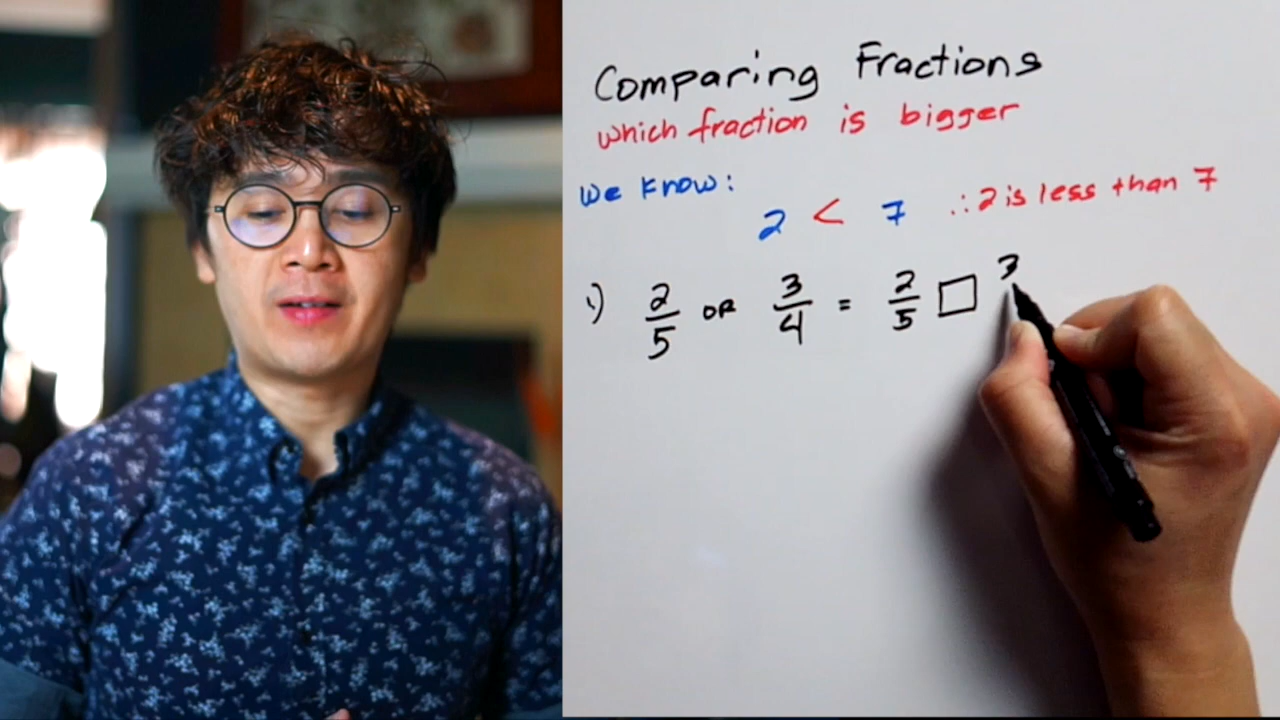 Comparing Fractions
which fraction is bigger
We know:
2 < 7 ∴ 2 is less than 7
1.) 2/5 OR 3/4 = 2/5 □ 3